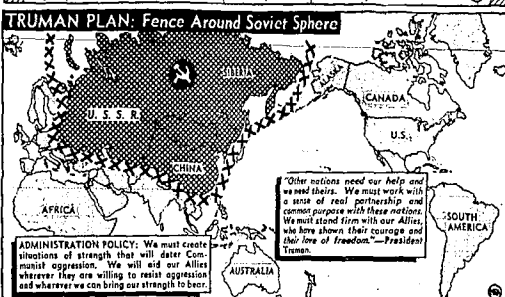 TRUMAN PLAN: Fence Around Soviet Sphere
SIBERIA
ALASKA
CANADA
U. S. S. R.
U.S.
CHINA
"Other nations need our help and
we need theirs. We must work with
a sense of real partnership and
common purpose with these nations.
We must stand firm with our Allies,
who have shown their courage and
their love of freedom."—President
Truman.
AFRICA
SOUTH
AMERICA
ADMINISTRATION POLICY: We must create
situations of strength that will deter Com-
munist aggression. We will aid our Allies
wherever they are willing to resist aggression
and wherever we can bring our strength to bear.
AUSTRALIA